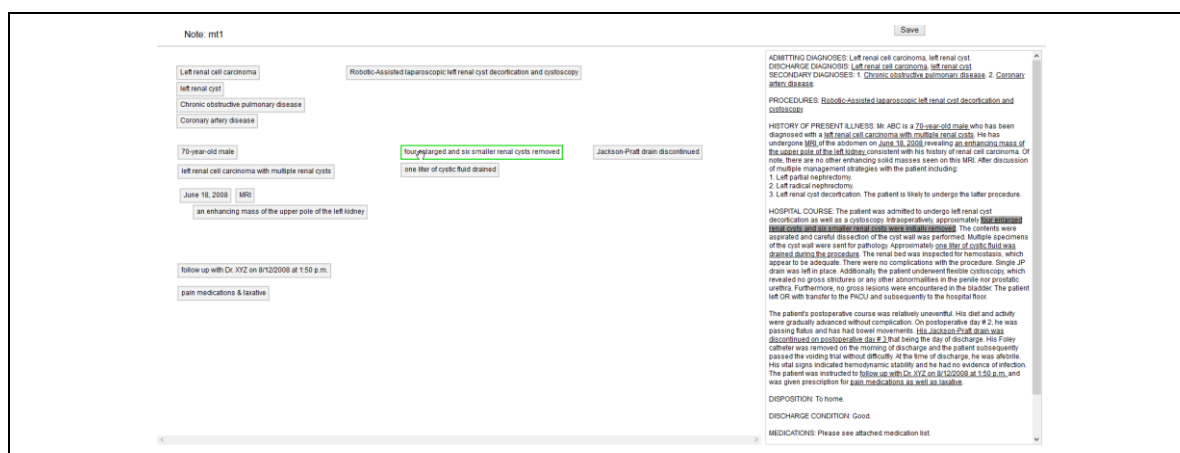 Note: mt1
Save
Left renal cell carcinoma
Robotic-Assisted laparoscopic left renal cyst decortication and cystoscopy
left renal cyst
Chronic obstructive pulmonary disease
Coronary artery disease
70-year-old male
four enlarged and six smaller renal cysts removed
Jackson-Pratt drain discontinued
left renal cell carcinoma with multiple renal cysts
one liter of cystic fluid drained
June 18, 2008
MRI
an enhancing mass of the upper pole of the left kidney
follow up with Dr. XYZ on 8/12/2008 at 1:50 p.m.
pain medications & laxative
ADMITTING DIAGNOSES: Left renal cell carcinoma, left renal cyst.
DISCHARGE DIAGNOSIS: Left renal cell carcinoma, left renal cyst.
SECONDARY DIAGNOSES: 1. Chronic obstructive pulmonary disease. 2. Coronary
artery disease.
PROCEDURES: Robotic-Assisted laparoscopic left renal cyst decortication and
cystoscopy.
HISTORY OF PRESENT ILLNESS: Mr. ABC is a 70-year-old male who has been
diagnosed with a left renal cell carcinoma with multiple renal cysts. He has
undergone MRI of the abdomen on June 18, 2008 revealing an enhancing mass of
the upper pole of the left kidney consistent with his history of renal cell carcinoma. Of
note, there are no other enhancing solid masses seen on this MRI. After discussion
of multiple management strategies with the patient including:
1. Left partial nephrectomy.
2. Left radical nephrectomy.
3. Left renal cyst decortication. The patient is likely to undergo the latter procedure.
HOSPITAL COURSE: The patient was admitted to undergo left renal cyst
decortication as well as a cystoscopy. Intraoperatively, approximately four enlarged
renal cysts and six smaller renal cysts were initially removed. The contents were
aspirated and careful dissection of the cyst wall was performed. Multiple specimens
of the cyst wall were sent for pathology. Approximately one liter of cystic fluid was
drained during the procedure. The renal bed was inspected for hemostasis, which
appear to be adequate. There were no complications with the procedure. Single JP
drain was left in place. Additionally, the patient underwent flexible cystoscopy, which
revealed no gross strictures or any other abnormalities in the penile nor prostatic
urethra. Furthermore, no gross lesions were encountered in the bladder. The patient
left OR with transfer to the PACU and subsequently to the hospital floor.
The patient's postoperative course was relatively uneventful. His diet and activity
were gradually advanced without complication. On postoperative day # 2, he was
passing flatus and has had bowel movements. His Jackson-Pratt drain was
discontinued on postoperative day # 3 that being the day of discharge. His Foley
catheter was removed on the morning of discharge and the patient subsequently
passed the voiding trial without difficulty. At the time of discharge, he was afebrile.
His vital signs indicated hemodynamic stability and he had no evidence of infection.
The patient was instructed to follow up with Dr. XYZ on 8/12/2008 at 1:50 p.m. and
was given prescription for pain medications as well as laxative.
DISPOSITION: To home.
DISCHARGE CONDITION: Good.
MEDICATIONS: Please see attached medication list.